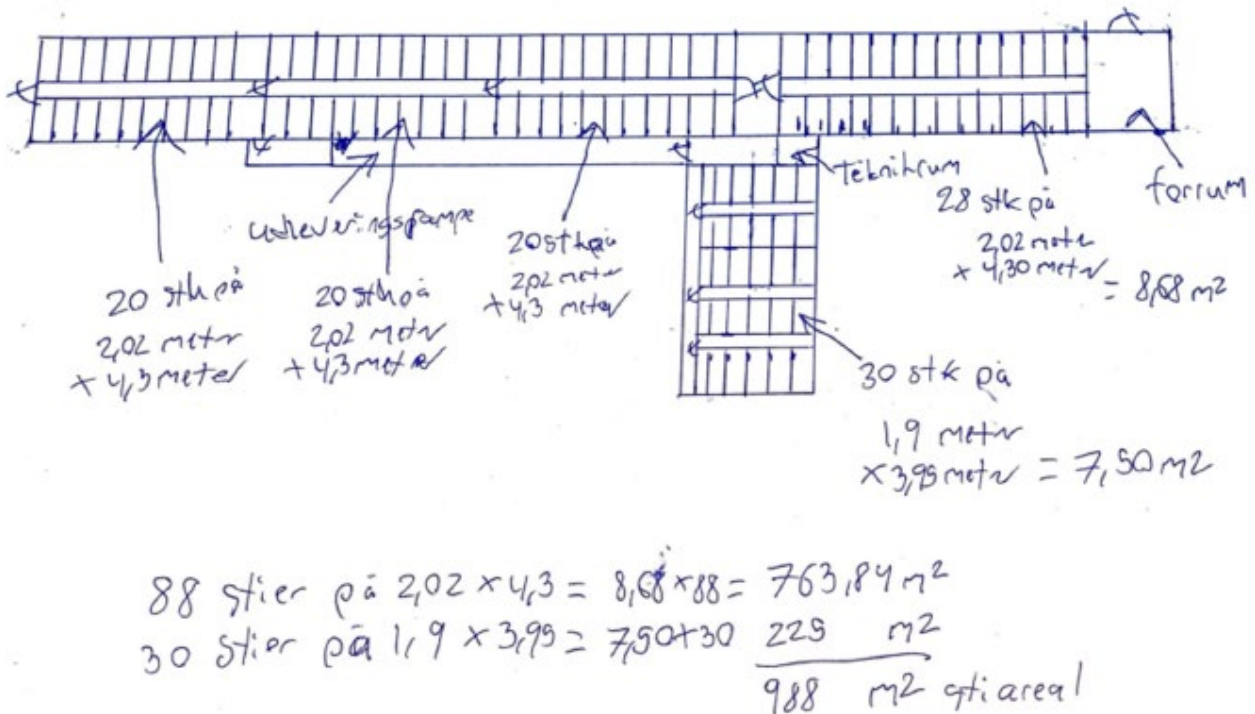 teknikrum
forrum
udleveringsrampe
20 stk på
2,02 meter
x 4,3 meter
20 stk på
2,02 meter
x 4,3 meter
20 stk på
2,02 meter
x 4,3 meter
28 stk på
2,02 meter
x 4,30 meter
= 8,68 m²
30 stk på
1,9 meter
x 3,95 meter = 7,50 m2
88 stier på 2,02 x 4,3 = 8,68 x 88 = 763,84 m²
30 stier på 1,9 x 3,95 = 7,50 x 30 225 m²
988 m² stiareal